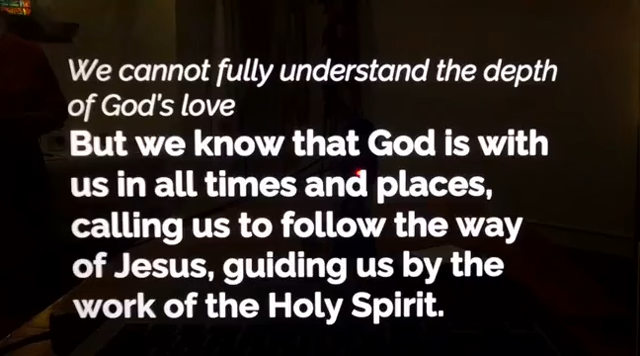 We cannot fully understand the depth
of God's love
But we know that God is with
us in all times and places,
calling us to follow the way
of Jesus, guiding us by the
work of the Holy Spirit.